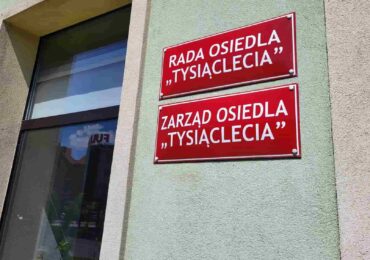 RADA OSIEDLA
„TYSIĄCLECIA”
ZARZĄD OSIEDLA
„TYSIĄCLECIA”